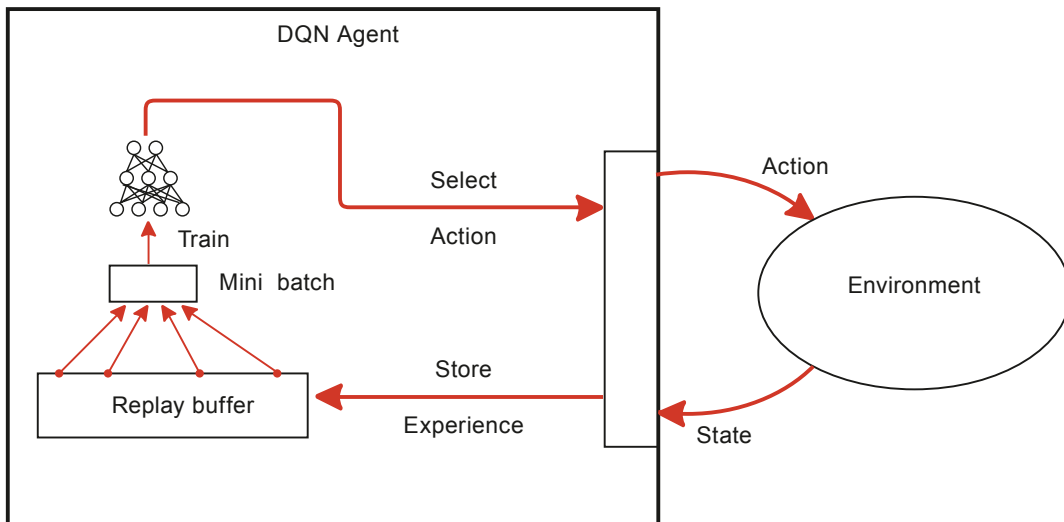 DQN Agent
Action
Select
Action
Train
Mini batch
Environment
Store
Replay buffer
Experience
State